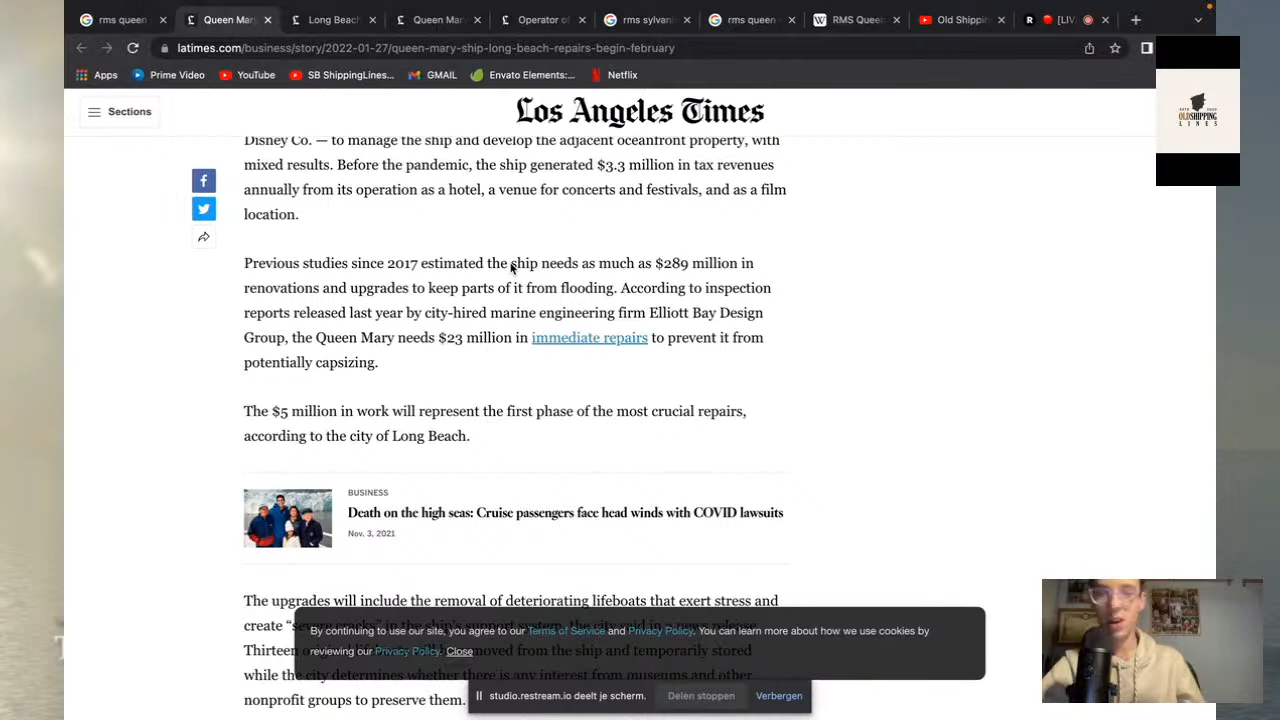 rms queen
Queen Mar
Long Beach
Queen Mar
Operator of
rms sylvani
rms queen
RMS Quee
Old Shippin
[LIV
latimes.com/business/story/2022-01-27/queen-mary-ship-long-beach-repairs-begin-february
Apps
Prime Video
YouTube
SB ShippingLines...
GMAIL
Envato Elements:...
Netflix
Sections
Los Angeles Times
OLDSHIPPING
LINES
Disney Co. — to manage the ship and develop the adjacent oceanfront property, with
mixed results. Before the pandemic, the ship generated $3.3 million in tax revenues
annually from its operation as a hotel, a venue for concerts and festivals, and as a film
location.
Previous studies since 2017 estimated the ship needs as much as $289 million in
renovations and upgrades to keep parts of it from flooding. According to inspection
reports released last year by city-hired marine engineering firm Elliott Bay Design
Group, the Queen Mary needs $23 million in immediate repairs to prevent it from
potentially capsizing.
The $5 million in work will represent the first phase of the most crucial repairs,
according to the city of Long Beach.
BUSINESS
Death on the high seas: Cruise passengers face head winds with COVID lawsuits
Nov. 3, 2021
The upgrades will include the removal of deteriorating lifeboats that exert stress and
create “severe cracks” in the ship’s support system, the city said in a news release.
Thirteen
moved from the ship and temporarily stored
while the city determines whether there is any interest from museums and other
nonprofit groups to preserve them.
By continuing to use our site, you agree to our Terms of Service and Privacy Policy. You can learn more about how we use cookies by
reviewing our Privacy Policy. Close
studio.restream.io deelt je scherm.
Delen stoppen
Verbergen